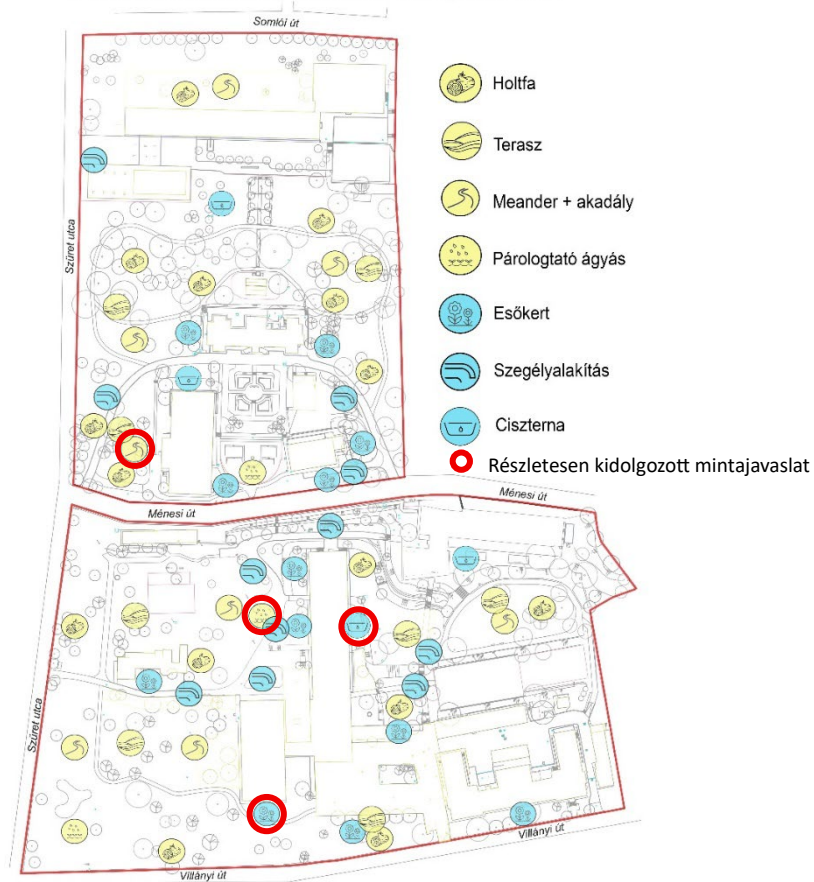 Somlói út
Holtfa
Terasz
Meander + akadály
Szüret utca
Párologtató ágyás
Esőkert
Szegélyalakítás
Ciszterna
Részletesen kidolgozott mintajavaslat
Ménesi út
Ménesi út
Szüret utca
Villányi út
Villányi út